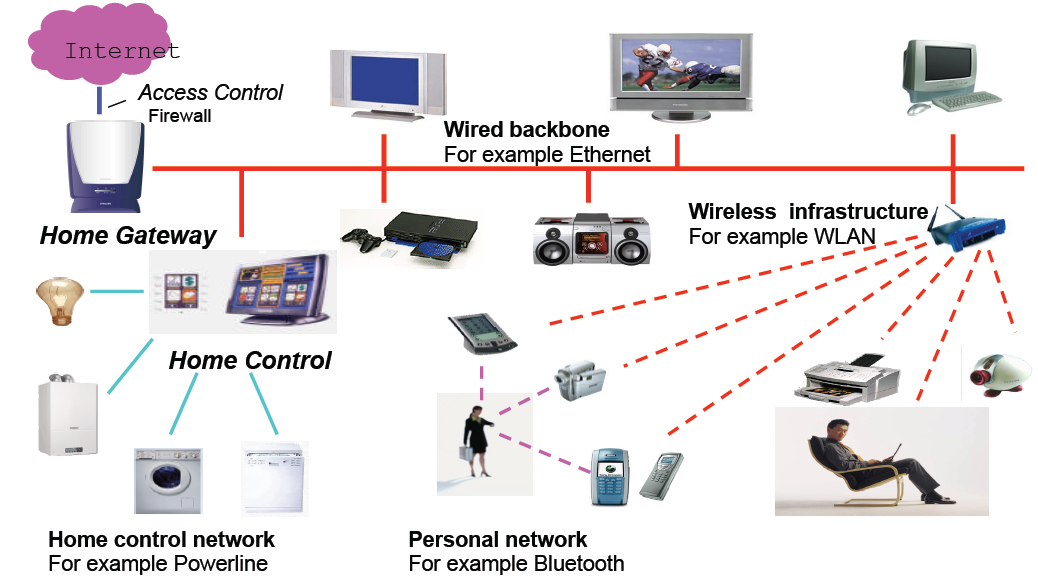 Internet
Access Control
Firewall
Wired backbone
For example Ethernet
Home Gateway
Wireless infrastructure
For example WLAN
Home Control
Home control network
For example Powerline
Personal network
For example Bluetooth